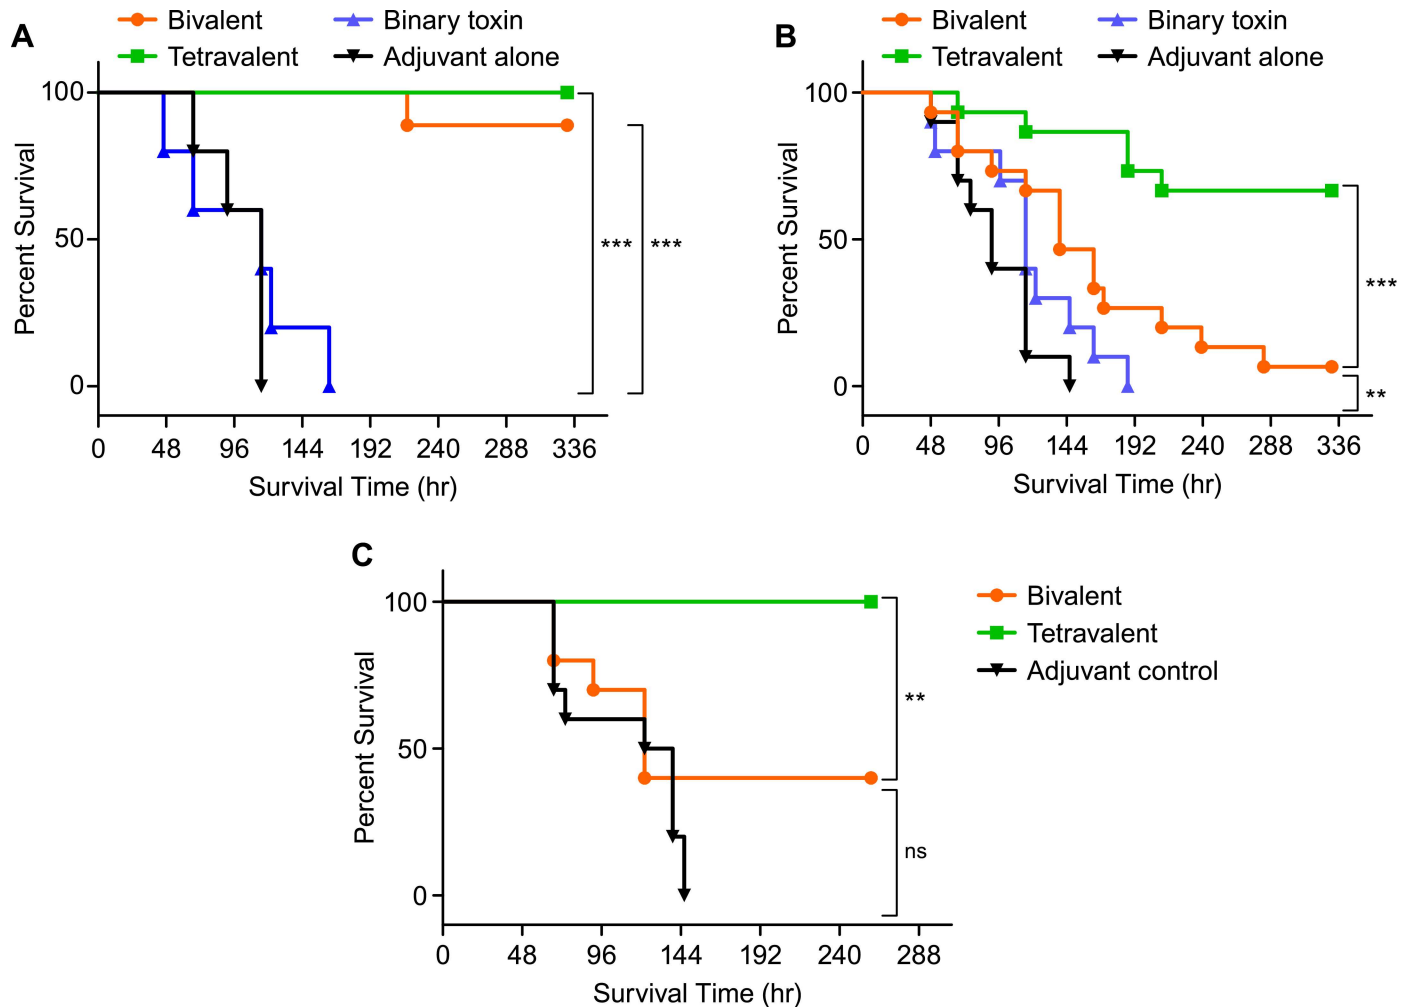 A
Bivalent
Binary toxin
Tetravalent
Adjuvant alone
Percent Survival
100
50
0
*** ***
0 48 96 144 192 240 288 336
Survival Time (hr)
B
Bivalent
Binary toxin
Tetravalent
Adjuvant alone
Percent Survival
100
50
0
***
**
0 48 96 144 192 240 288 336
Survival Time (hr)
C
Bivalent
Tetravalent
Adjuvant control
Percent Survival
100
50
0
**
ns
0 48 96 144 192 240 288
Survival Time (hr)